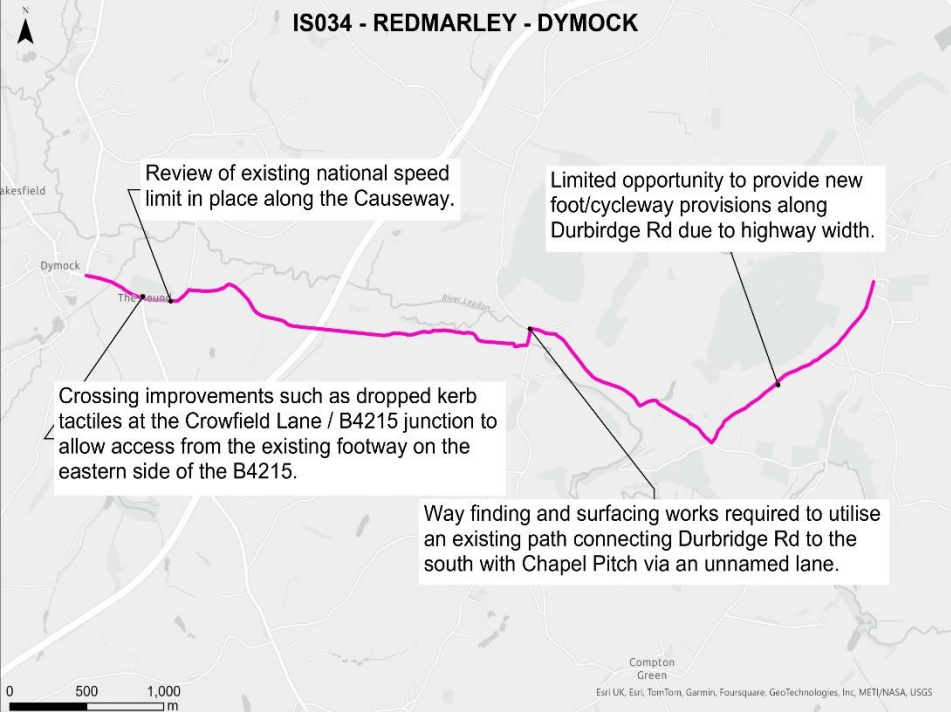 N
IS034 - REDMARLEY - DYMOCK
Review of existing national speed
limit in place along the Causeway.
Limited opportunity to provide new
foot/cycleway provisions along
Durbirdge Rd due to highway width.
akesfield
Dymock
River Leadon
Crossing improvements such as dropped kerb
tactiles at the Crowfield Lane / B4215 junction to
allow access from the existing footway on the
eastern side of the B4215.
Way finding and surfacing works required to utilise
an existing path connecting Durbridge Rd to the
south with Chapel Pitch via an unnamed lane.
Compton
Green
0 500 1,000
m
Esri UK, Esri, TomTom, Garmin, Foursquare, GeoTechnologies, Inc, METI/NASA, USGS